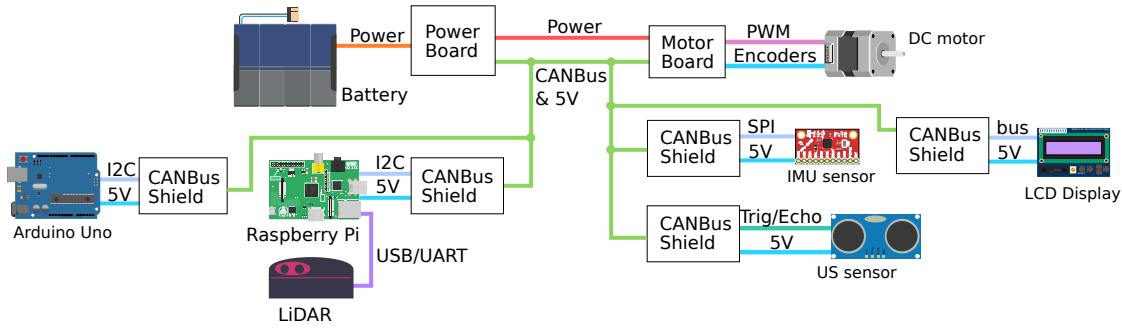 Power
Battery
Power
Board
Power
CANBus
& 5V
Motor
Board
PWM
Encoders
DC motor
I2C
5V
Arduino Uno
CANBus
Shield
Raspberry Pi
I2C
5V
CANBus
Shield
USB/UART
LiDAR
CANBus
Shield
SPI
5V
IMU sensor
CANBus
Shield
bus
5V
LCD Display
CANBus
Shield
Trig/Echo
5V
US sensor